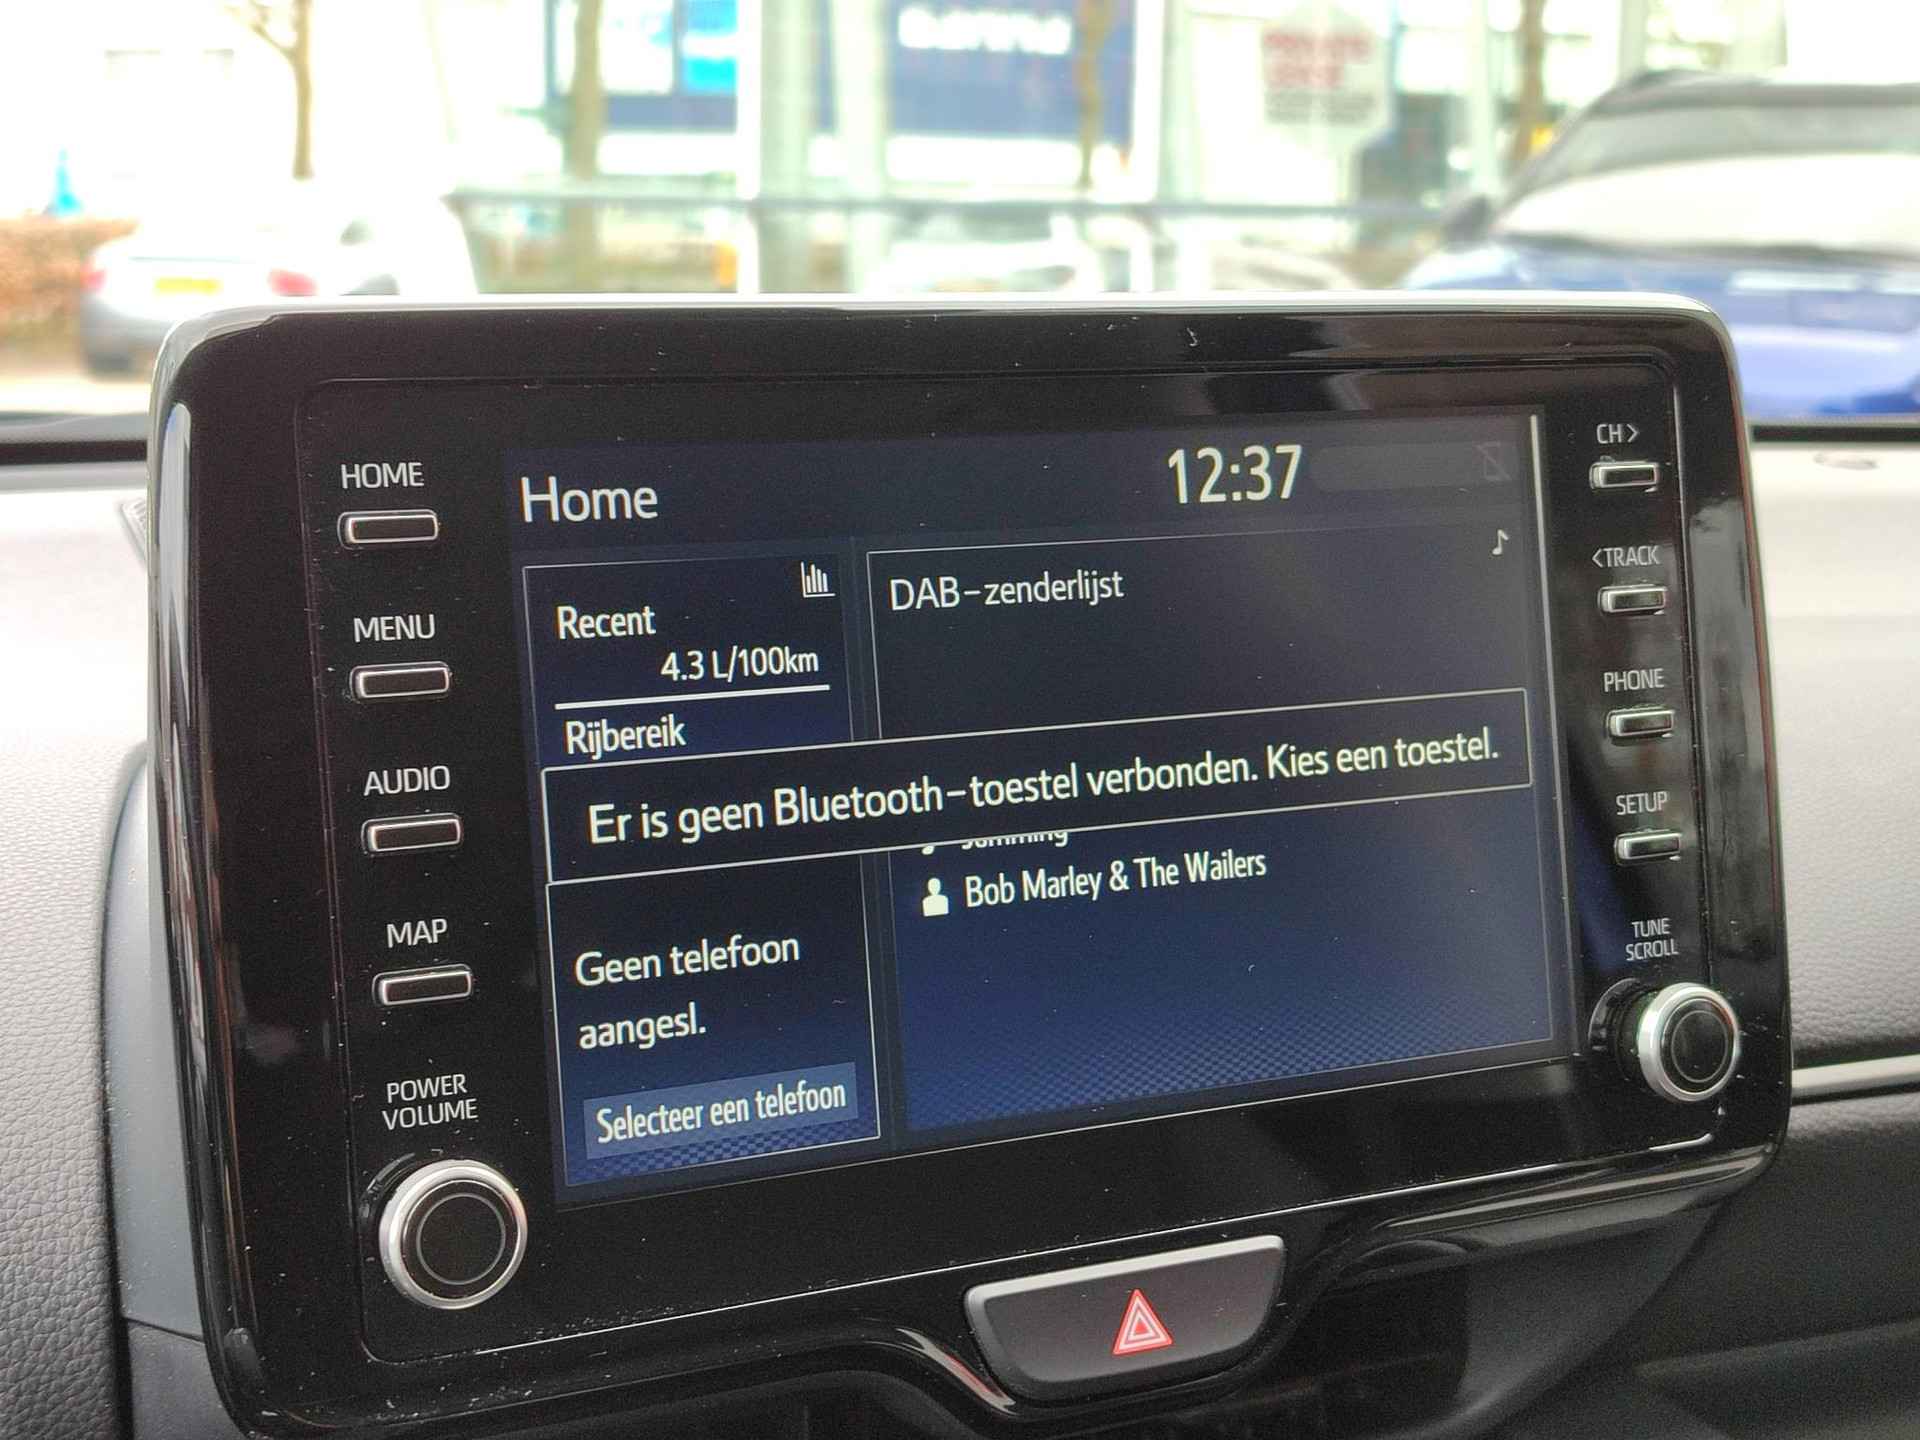 HOME
MENU
AUDIO
MAP
POWER
VOLUME
Home
12:37
Recent
4.3 L/100km
Rijbereik
DAB-zenderlijst
Er is geen Bluetooth-toestel verbonden. Kies een toestel.
Bob Marley & The Wailers
Geen telefoon
aangesl.
Selecteer een telefoon
CH>
<TRACK
PHONE
SETUP
TUNE
SCROLL